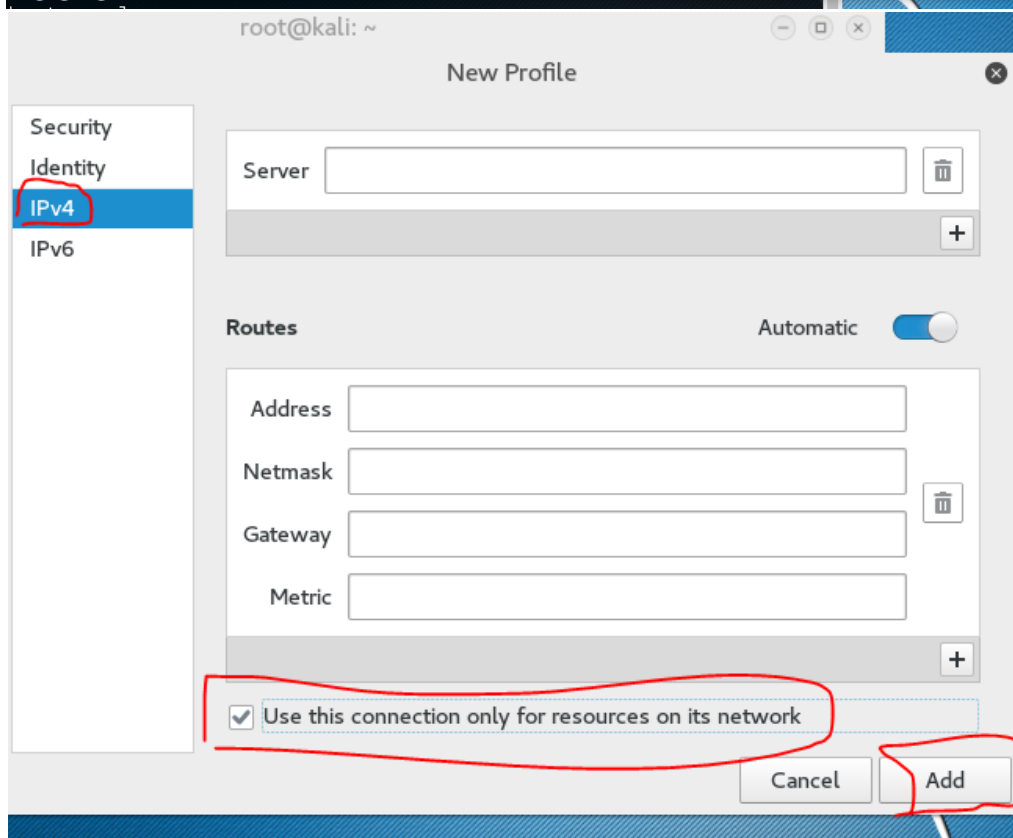 root@kali: ~
New Profile
Security
Identity
IPv4
IPv6
Server
+
Routes
Automatic
Address
Netmask
Gateway
Metric
+
Use this connection only for resources on its network
Cancel
Add